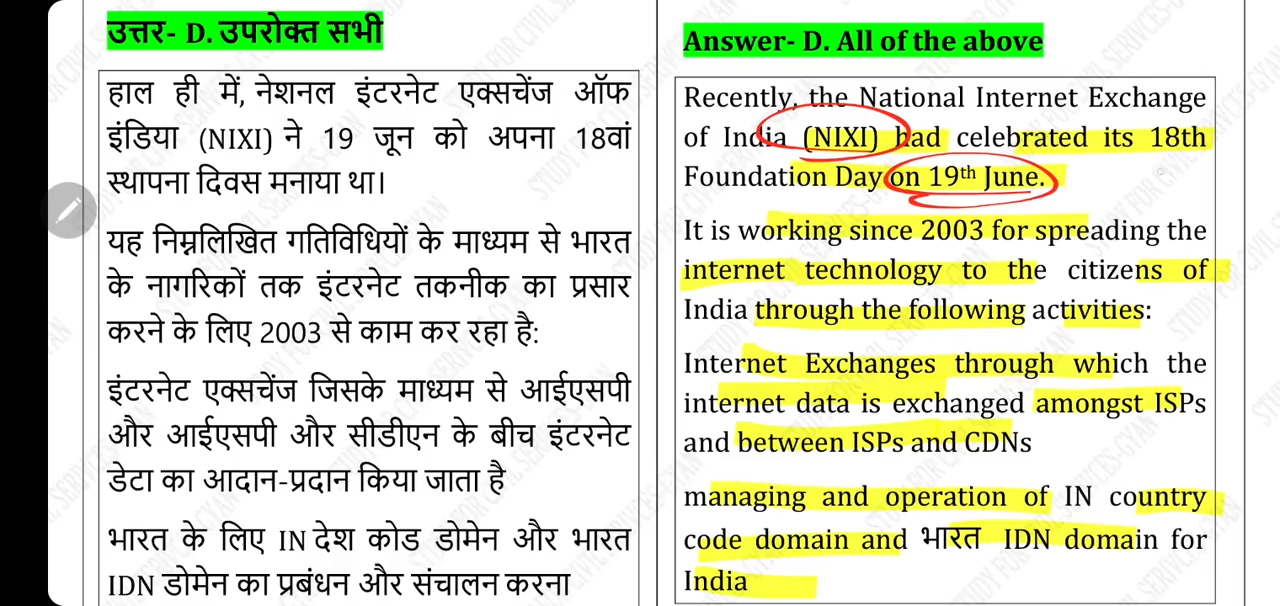 उत्तर- D. उपरोक्त सभी
हाल ही में, नेशनल इंटरनेट एक्सचेंज ऑफ
इंडिया (NIXI) ने 19 जून को अपना 18वां
स्थापना दिवस मनाया था।
यह निम्नलिखित गतिविधियों के माध्यम से भारत
के नागरिकों तक इंटरनेट तकनीक का प्रसार
करने के लिए 2003 से काम कर रहा है:
इंटरनेट एक्सचेंज जिसके माध्यम से आईएसपी
और आईएसपी और सीडीएन के बीच इंटरनेट
डेटा का आदान-प्रदान किया जाता है
भारत के लिए IN देश कोड डोमेन और भारत
IDN डोमेन का प्रबंधन और संचालन करना
Answer- D. All of the above
Recently, the National Internet Exchange
of India (NIXI) had celebrated its 18th
Foundation Day on 19th June.
It is working since 2003 for spreading the
internet technology to the citizens of
India through the following activities:
Internet Exchanges through which the
internet data is exchanged amongst ISPs
and between ISPs and CDNs
managing and operation of IN country
code domain and भारत IDN domain for
India